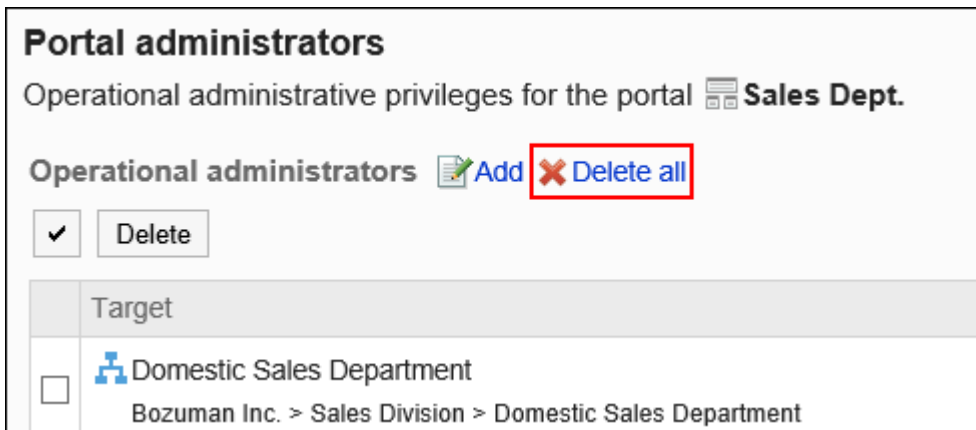 Portal administrators
Operational administrative privileges for the portal Sales Dept.
Operational administrators Add Delete all
Delete
Target
Domestic Sales Department
Bozuman Inc. > Sales Division > Domestic Sales Department